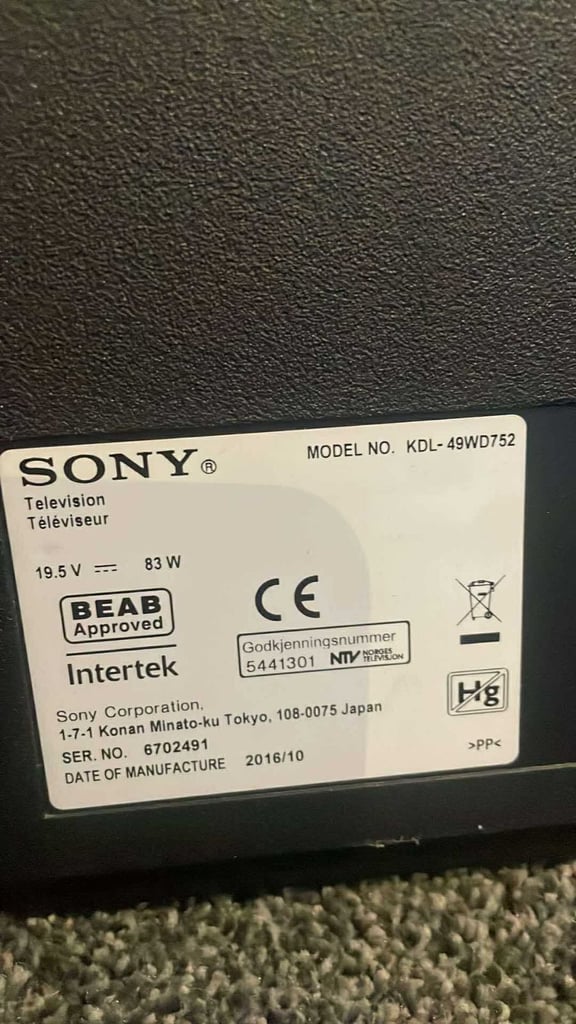 SONY®
MODEL NO. KDL-49WD752
Television
Téléviseur
19.5 V 83 W
BEAB
Approved
Intertek
CE
Godkjenningsnummer
5441301 NTV NORGES TELEVISJON
Hg
Sony Corporation,
1-7-1 Konan Minato-ku Tokyo, 108-0075 Japan
SER. NO. 6702491
DATE OF MANUFACTURE 2016/10
>PP<